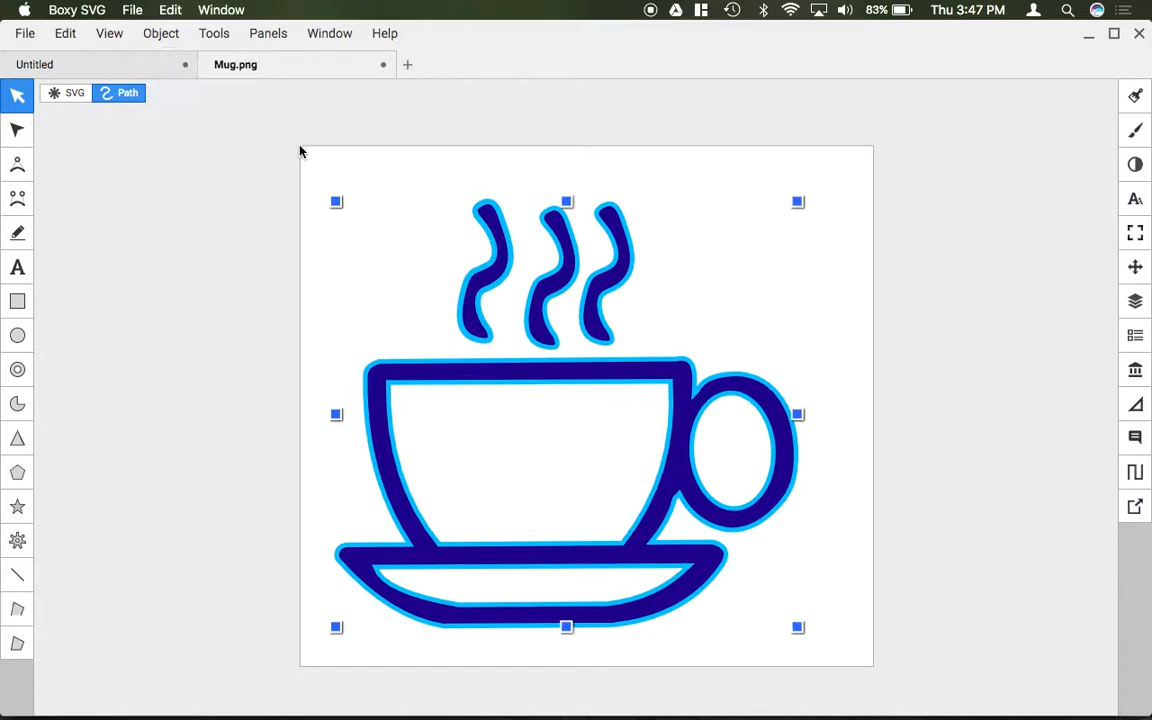 Boxy SVG File Edit Window 83% Thu 3:47 PM
File Edit View Object Tools Panels Window Help
Untitled Mug.png
SVG Path
A
AA